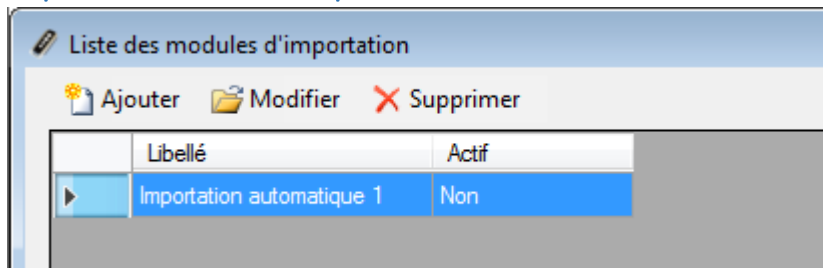 Liste des modules d'importation
Ajouter Modifier Supprimer
Libellé Actif
Importation automatique 1 Non